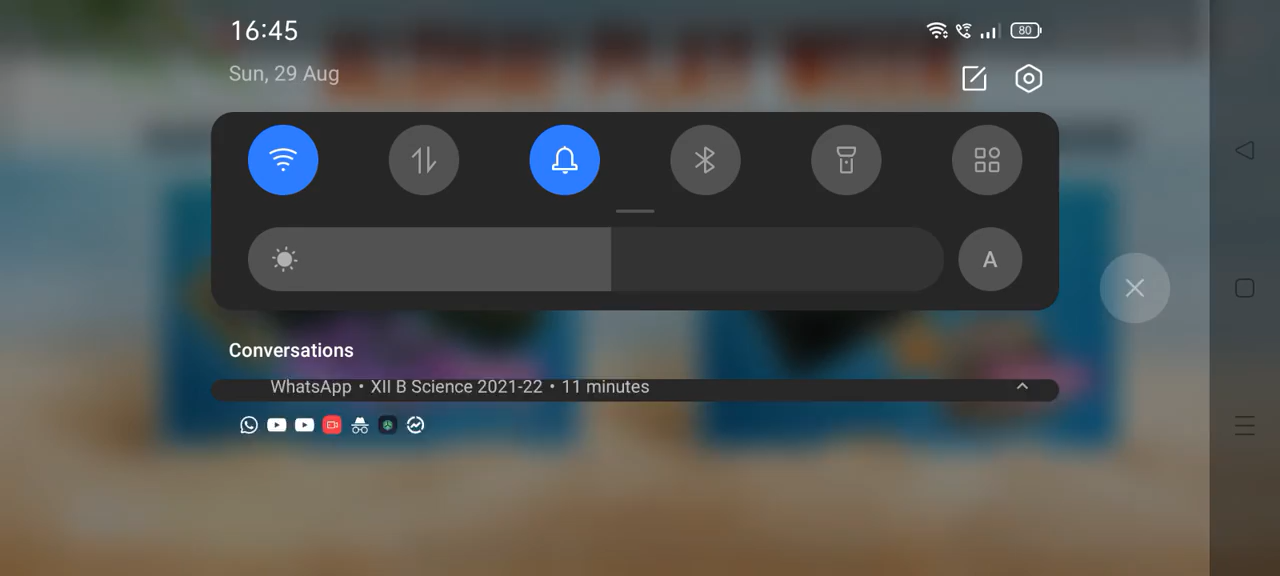 16:45
80
Sun, 29 Aug
A
Conversations
WhatsApp • XII B Science 2021-22 • 11 minutes